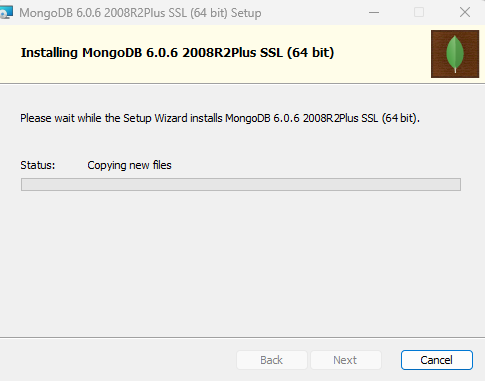 MongoDB 6.0.6 2008R2Plus SSL (64 bit) Setup
Installing MongoDB 6.0.6 2008R2Plus SSL (64 bit)
Please wait while the Setup Wizard installs MongoDB 6.0.6 2008R2Plus SSL (64 bit).
Status: Copying new files
Back Next Cancel